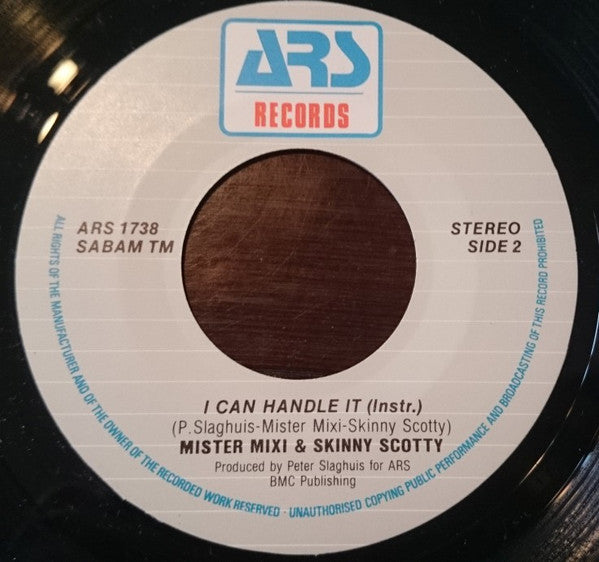 ARS
RECORDS
ARS 1738
SABAM TM
STEREO
SIDE 2
I CAN HANDLE IT (Instr.)
(P.Slaghuis-Mister Mixi-Skinny Scotty)
MISTER MIXI & SKINNY SCOTTY
Produced by Peter Slaghuis for ARS
BMC Publishing
ALL RIGHTS OF THE MANUFACTURER AND OF THE OWNER OF THE RECORDED WORK RESERVED - UNAUTHORISED COPYING PUBLIC PERFORMANCE AND BROADCASTING OF THIS RECORD PROHIBITED